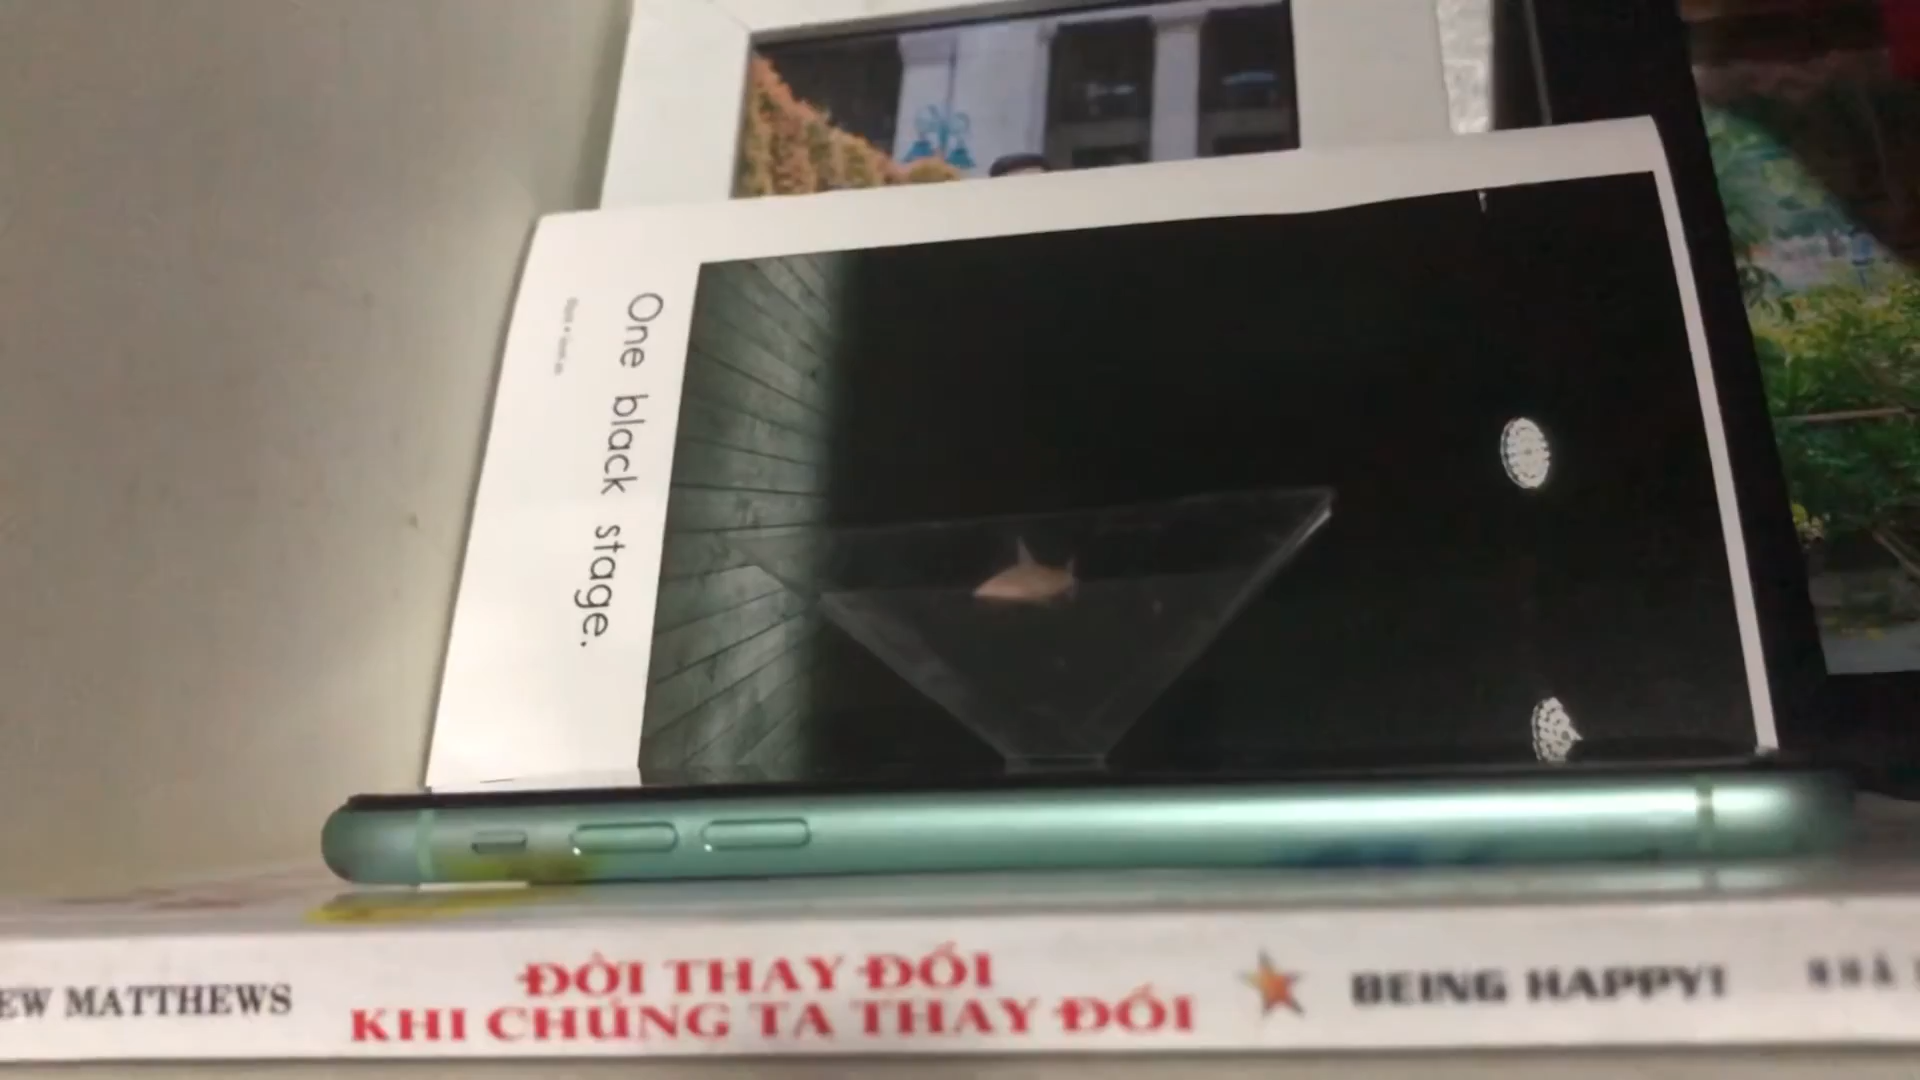 One black stage.
EW MATTHEWS
ĐỜI THAY ĐỔI
KHI CHÚNG TA THAY ĐỔI
BEING HAPPY!